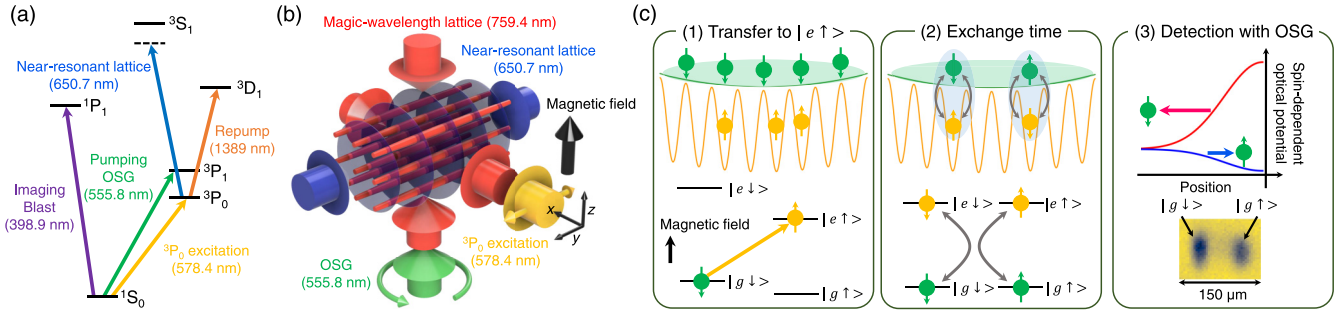 (a)
³S₁
Near-resonant lattice
(650.7 nm)
³D₁
¹P₁
Repump
(1389 nm)
Pumping
OSG
(555.8 nm)
³P₁
³P₀
Imaging
Blast
(398.9 nm)
³P₀ excitation
(578.4 nm)
¹S₀
(b)
Magic-wavelength lattice (759.4 nm)
Near-resonant lattice
(650.7 nm)
Magnetic field
x
y
z
³P₀ excitation
(578.4 nm)
OSG
(555.8 nm)
(c)
(1) Transfer to | e ↑>
| e ↓>
| e ↑>
Magnetic field
| g ↓>
| g ↑>
(2) Exchange time
| e ↓>
| e ↑>
| g ↓>
| g ↑>
(3) Detection with OSG
Spin-dependent
optical potential
Position
| g ↓>
| g ↑>
150 μm